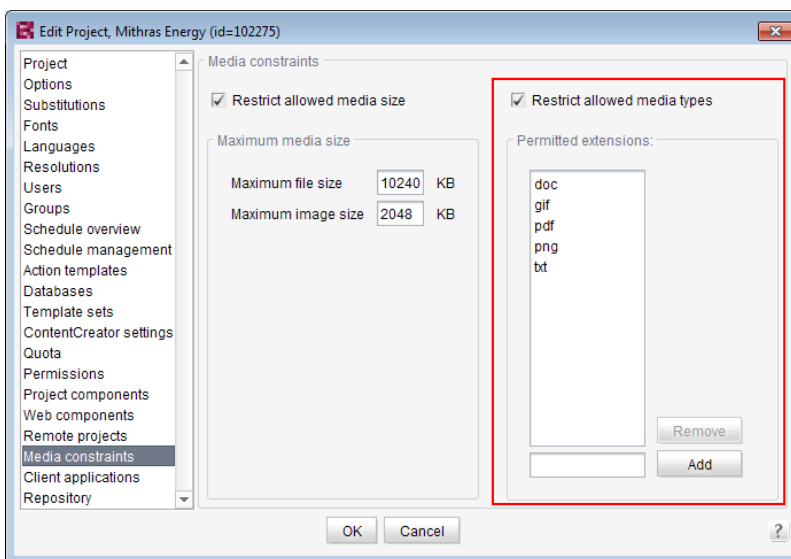 Edit Project, Mithras Energy (id=102275)
Project
Options
Substitutions
Fonts
Languages
Resolutions
Users
Groups
Schedule overview
Schedule management
Action templates
Databases
Template sets
ContentCreator settings
Quota
Permissions
Project components
Web components
Remote projects
Media constraints
Client applications
Repository
Media constraints
Restrict allowed media size
Maximum media size
Maximum file size 10240 KB
Maximum image size 2048 KB
Restrict allowed media types
Permitted extensions:
doc
gif
pdf
png
txt
Remove
Add
OK Cancel
?